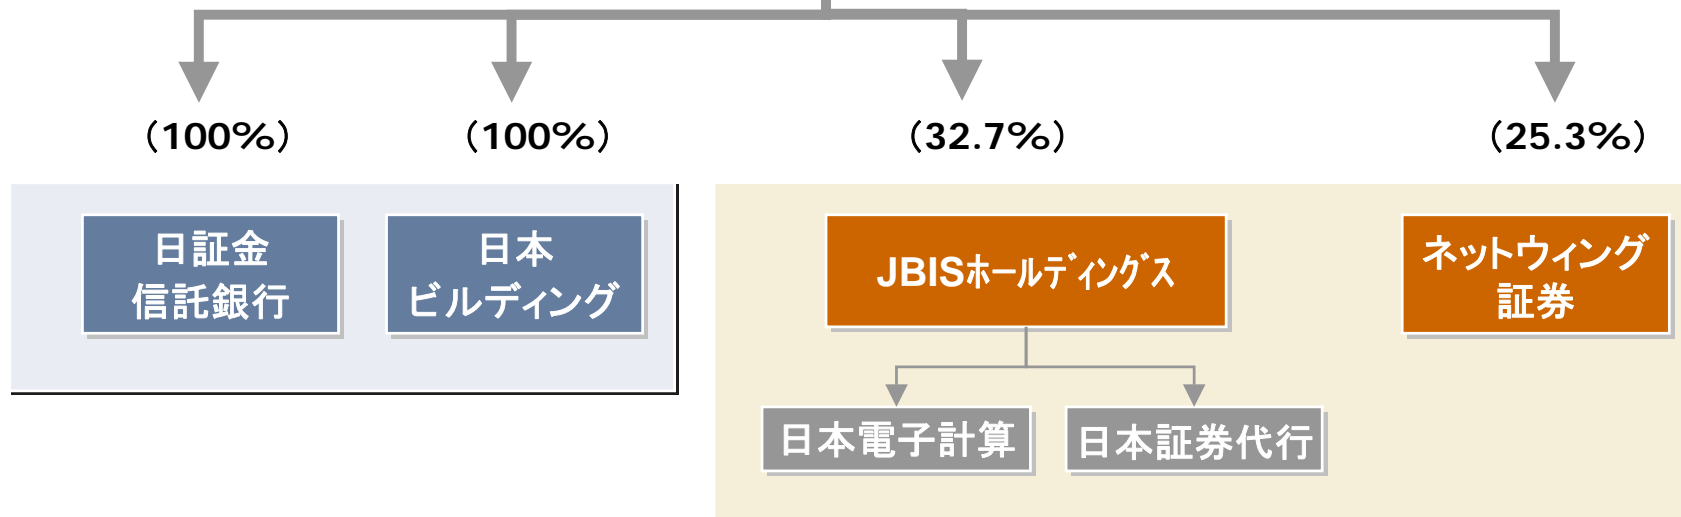 (100%)
(100%)
(32.7%)
(25.3%)
日証金
信託銀行
日本
ビルディング
JBISﾎｰﾙﾃﾞｨﾝｸﾞｽ
ネットウィング
証券
日本電子計算
日本証券代行